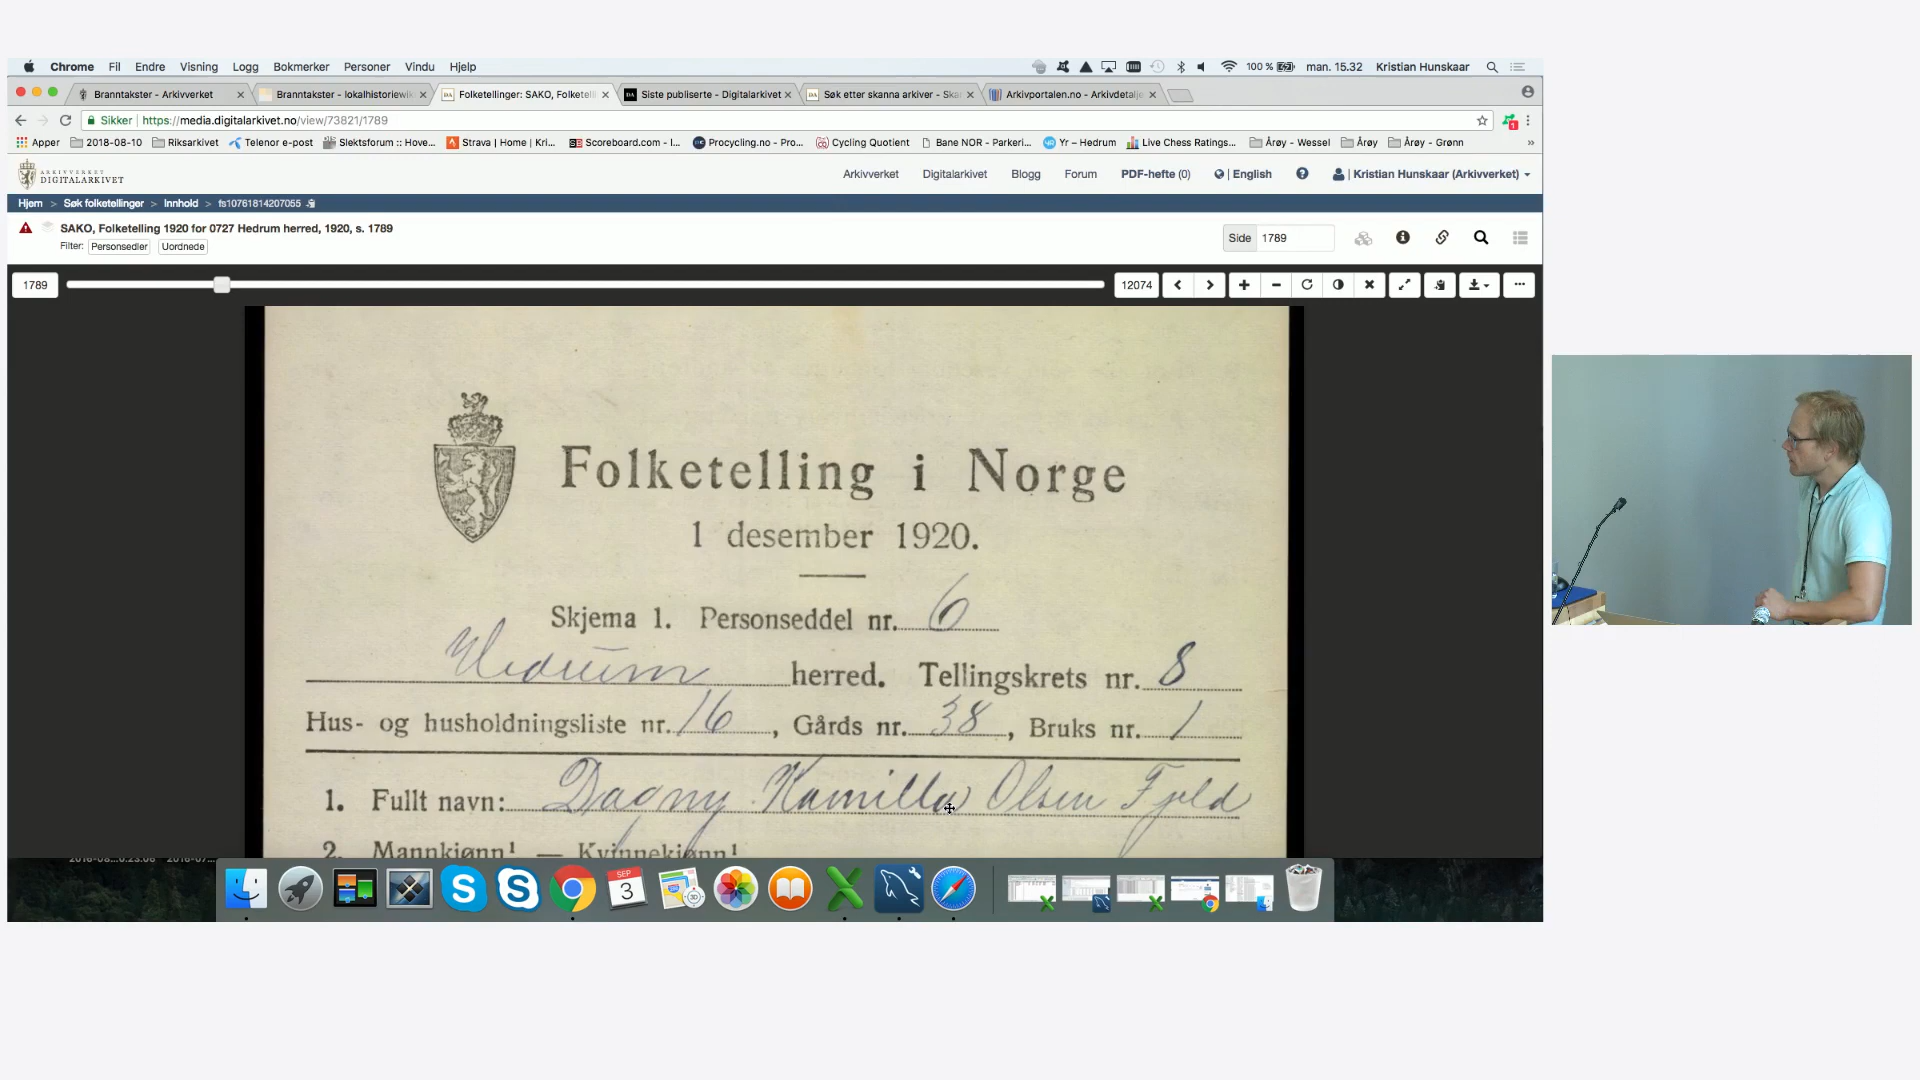 Chrome Fil Endre Visning Logg Bokmerker Personer Vindu Hjelp 100 % man. 15.32 Kristian Hunskaar
Branntakster - Arkivverket Branntakster - lokalhistoriewik Folketellinger: SAKO, Folketell Siste publiserte - Digitalarkivet Søk etter skanna arkiver - Ska Arkivportalen.no - Arkivdetalje
Sikker https://media.digitalarkivet.no/view/73821/1789
Apper 2018-08-10 Riksarkivet Telenor e-post Slektsforum :: Hove... Strava | Home | Kri... Scoreboard.com - l... Procycling.no - Pro... Cycling Quotient Bane NOR - Parkeri... Yr – Hedrum Live Chess Ratings... Årøy - Wessel Årøy Årøy - Grønn »
ARKIVVERKET
DIGITALARKIVET
Arkivverket Digitalarkivet Blogg Forum PDF-hefte (0) | English | Kristian Hunskaar (Arkivverket)
Hjem > Søk folketellinger > Innhold > fs10761814207055
SAKO, Folketelling 1920 for 0727 Hedrum herred, 1920, s. 1789
Filter: Personsedler Uordnede
Side 1789
1789 12074
Folketelling i Norge
1 desember 1920.
Skjema 1. Personseddel nr. 6
Hedrum herred. Tellingskrets nr. 8
Hus- og husholdningsliste nr. 16, Gårds nr. 38, Bruks nr. 1
1. Fullt navn: Dagny Kamilla Olsen Fjeld
2. Mannkjønn¹ — Kvinnekjønn¹
SEP
3